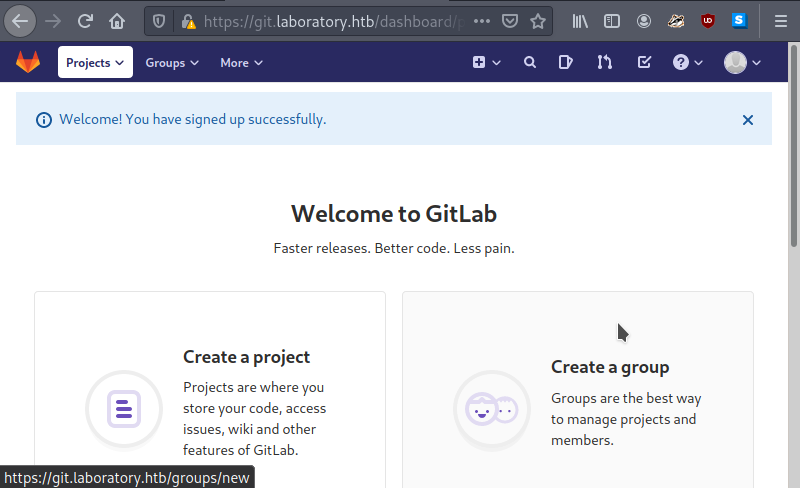 https://git.laboratory.htb/dashboard/p
Projects Groups More
Welcome! You have signed up successfully.
Welcome to GitLab
Faster releases. Better code. Less pain.
Create a project
Projects are where you
store your code, access
issues, wiki and other
features of GitLab.
Create a group
Groups are the best way
to manage projects and
members.
https://git.laboratory.htb/groups/new